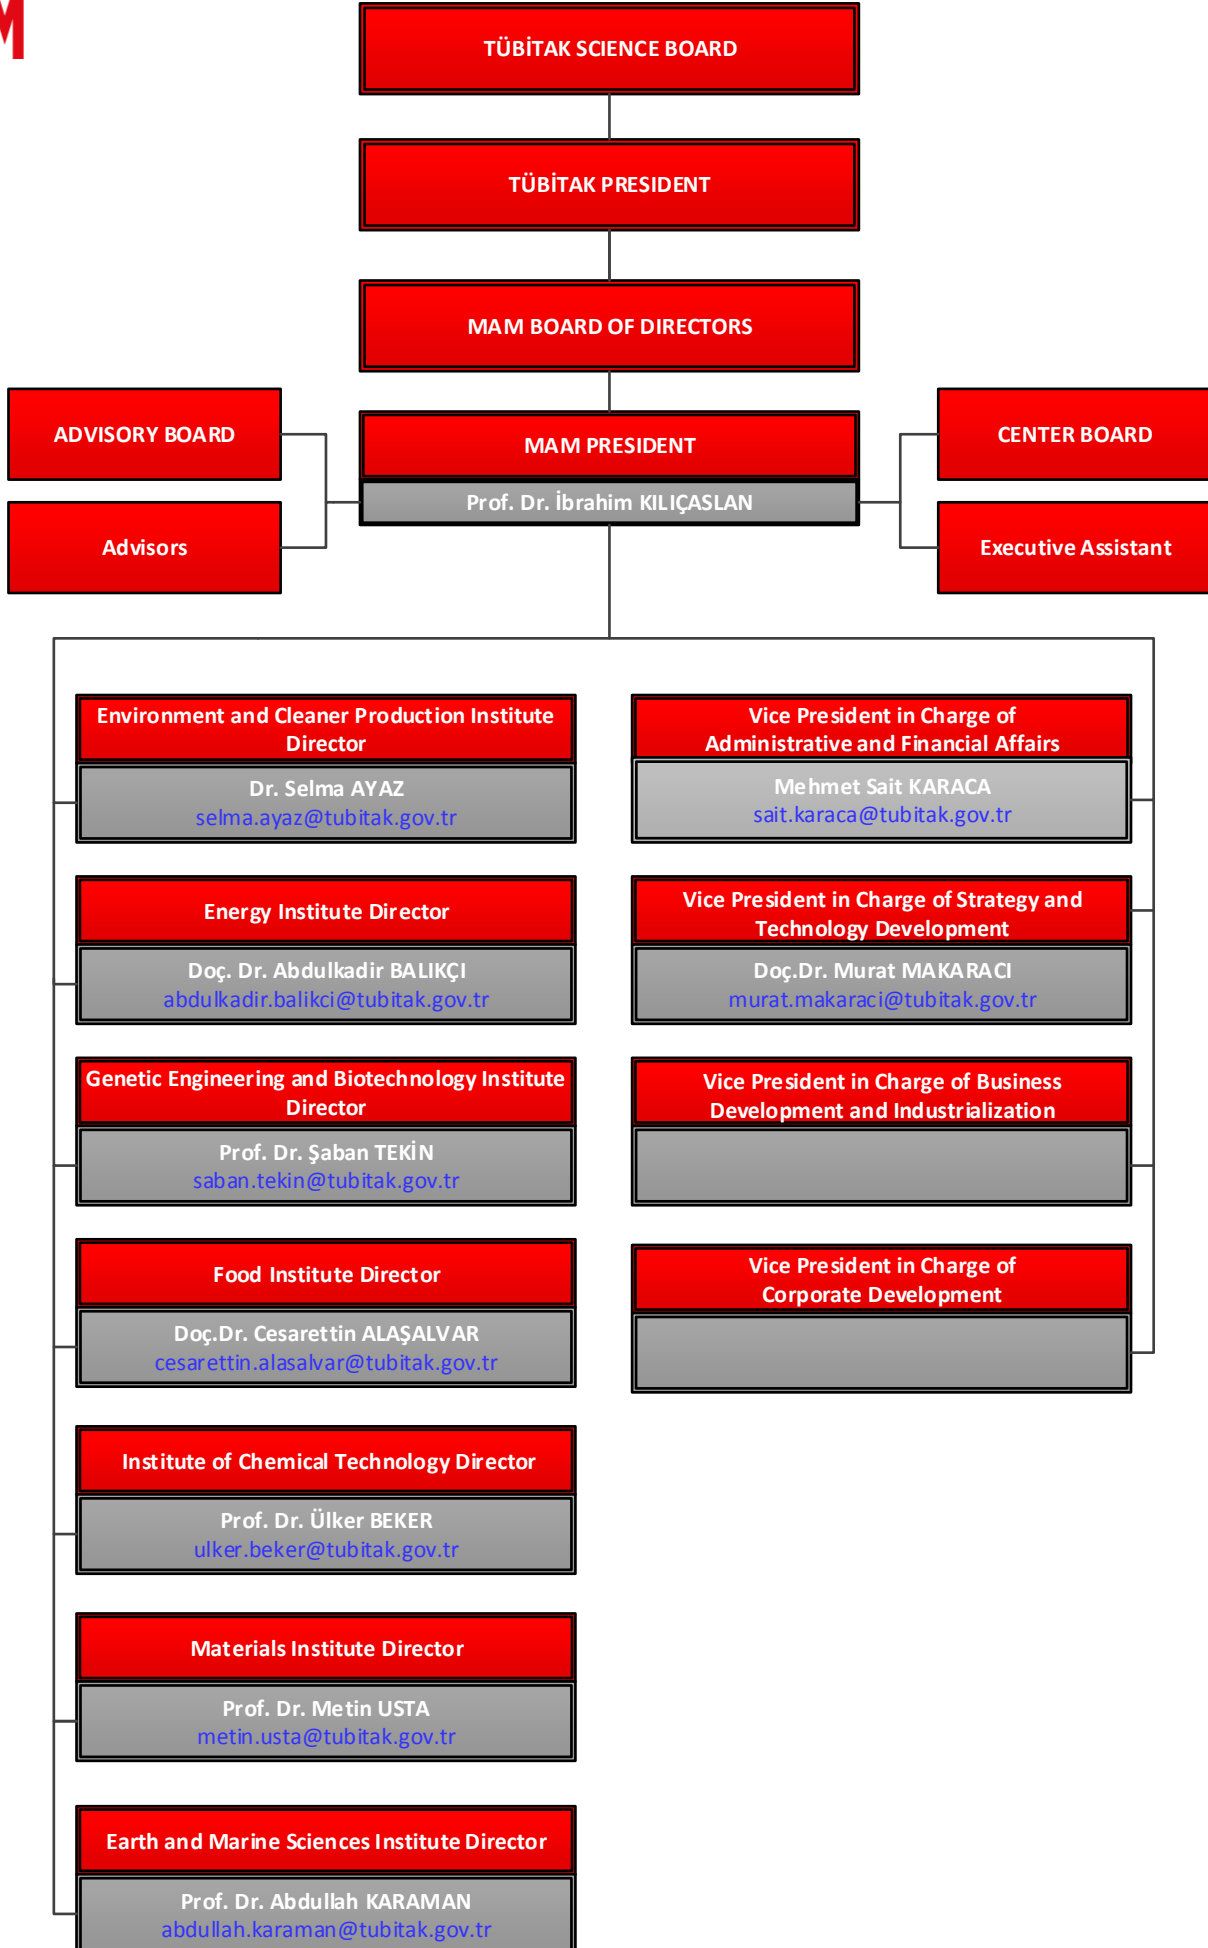 M
TÜBİTAK SCIENCE BOARD
TÜBİTAK PRESIDENT
MAM BOARD OF DIRECTORS
ADVISORY BOARD
MAM PRESIDENT
CENTER BOARD
Prof. Dr. İbrahim KILIÇASLAN
Advisors
Executive Assistant
Environment and Cleaner Production Institute
Director
Dr. Selma AYAZ
selma.ayaz@tubitak.gov.tr
Energy Institute Director
Doç. Dr. Abdulkadir BALIKÇI
abdulkadir.balikci@tubitak.gov.tr
Genetic Engineering and Biotechnology Institute
Director
Prof. Dr. Şaban TEKİN
saban.tekin@tubitak.gov.tr
Food Institute Director
Doç.Dr. Cesarettin ALAŞALVAR
cesarettin.alasalvar@tubitak.gov.tr
Institute of Chemical Technology Director
Prof. Dr. Ülker BEKER
ulker.beker@tubitak.gov.tr
Materials Institute Director
Prof. Dr. Metin USTA
metin.usta@tubitak.gov.tr
Earth and Marine Sciences Institute Director
Prof. Dr. Abdullah KARAMAN
abdullah.karaman@tubitak.gov.tr
Vice President in Charge of
Administrative and Financial Affairs
Mehmet Sait KARACA
sait.karaca@tubitak.gov.tr
Vice President in Charge of Strategy and
Technology Development
Doç.Dr. Murat MAKARACI
murat.makaraci@tubitak.gov.tr
Vice President in Charge of Business
Development and Industrialization
Vice President in Charge of
Corporate Development